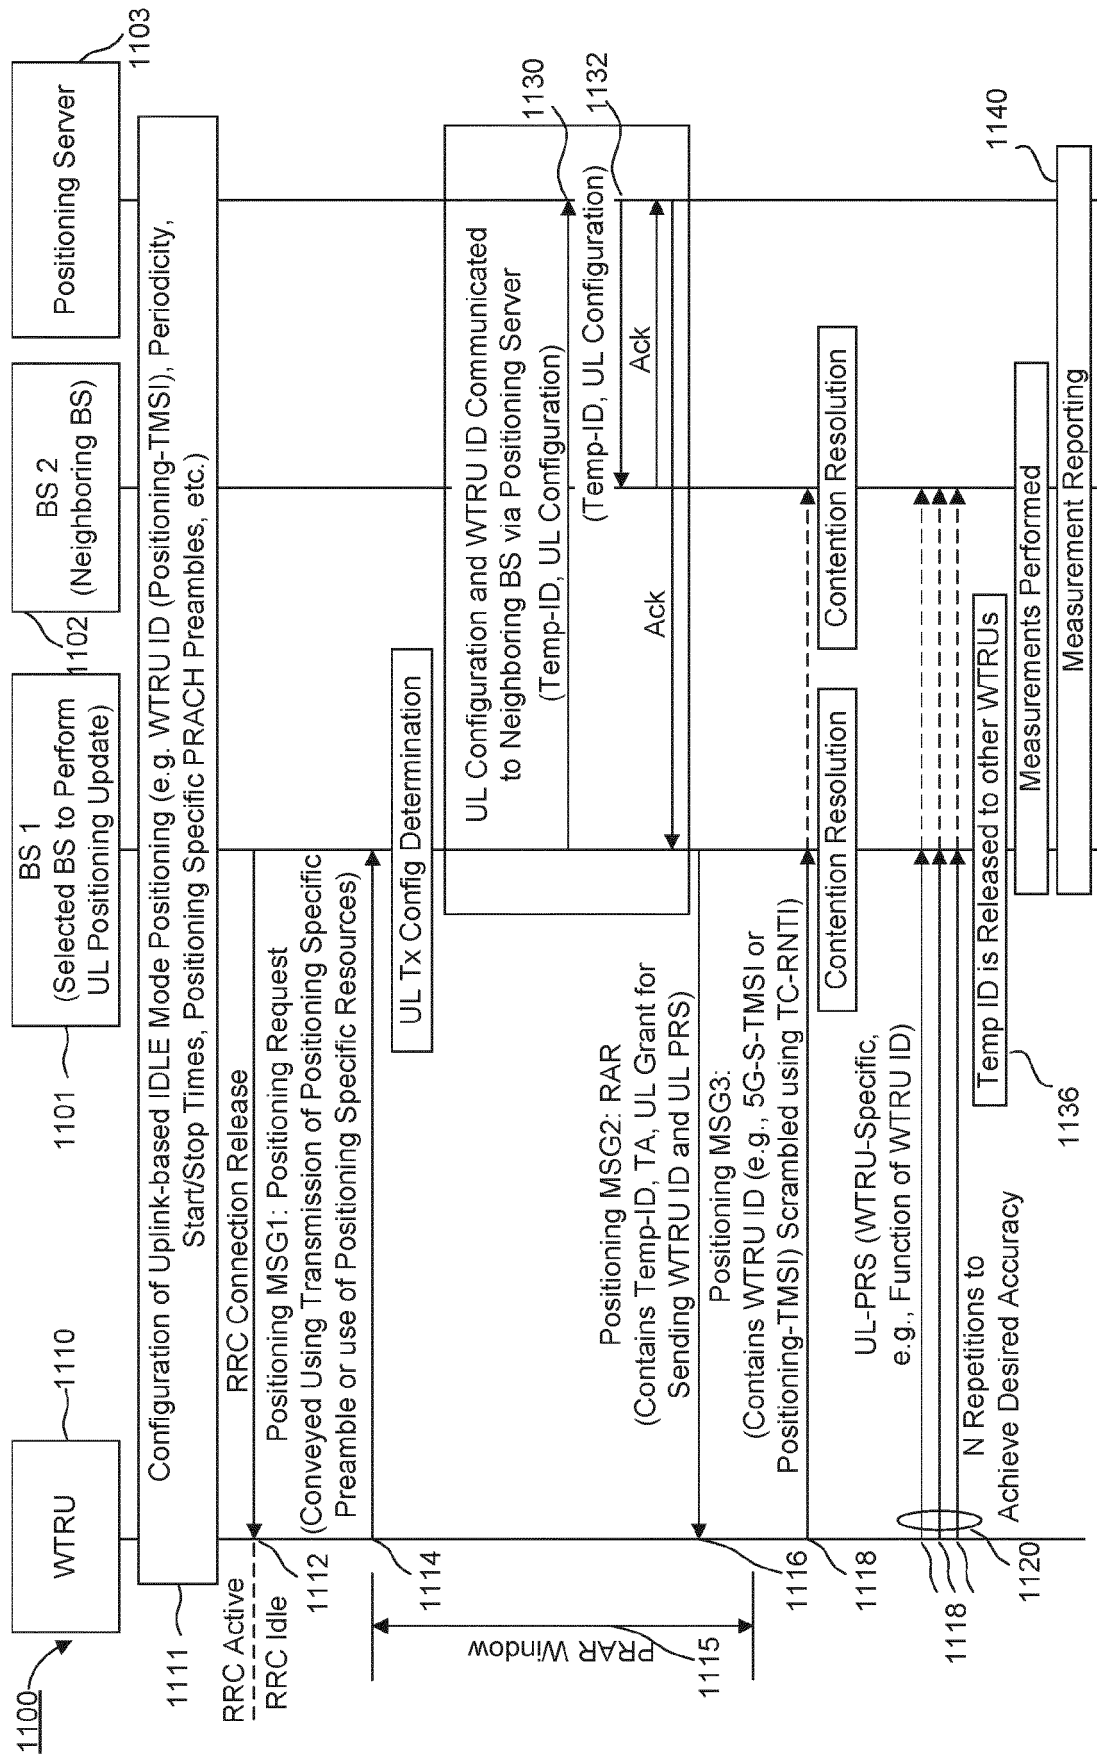 1100
WTRU
1110
BS 1
(Selected BS to Perform
UL Positioning Update)
1101
BS 2
(Neighboring BS)
1102
Positioning Server
1103
Configuration of Uplink-based IDLE Mode Positioning (e.g. WTRU ID (Positioning-TMSI), Periodicity,
Start/Stop Times, Positioning Specific PRACH Preambles, etc.)
1111
RRC Connection Release
RRC Active
RRC Idle
1112
Positioning MSG1: Positioning Request
(Conveyed Using Transmission of Positioning Specific
Preamble or use of Positioning Specific Resources)
1114
UL Tx Config Determination
UL Configuration and WTRU ID Communicated
to Neighboring BS via Positioning Server
(Temp-ID, UL Configuration)
1130
(Temp-ID, UL Configuration)
1132
Ack
Ack
PRAR Window
1115
Positioning MSG2: RAR
(Contains Temp-ID, TA, UL Grant for
Sending WTRU ID and UL PRS)
1116
Positioning MSG3:
(Contains WTRU ID (e.g., 5G-S-TMSI or
Positioning-TMSI) Scrambled using TC-RNTI)
1118
Contention Resolution
Contention Resolution
UL-PRS (WTRU-Specific,
e.g., Function of WTRU ID)
1118
1120
N Repetitions to
Achieve Desired Accuracy
Temp ID is Released to other WTRUs
1136
Measurements Performed
Measurement Reporting
1140